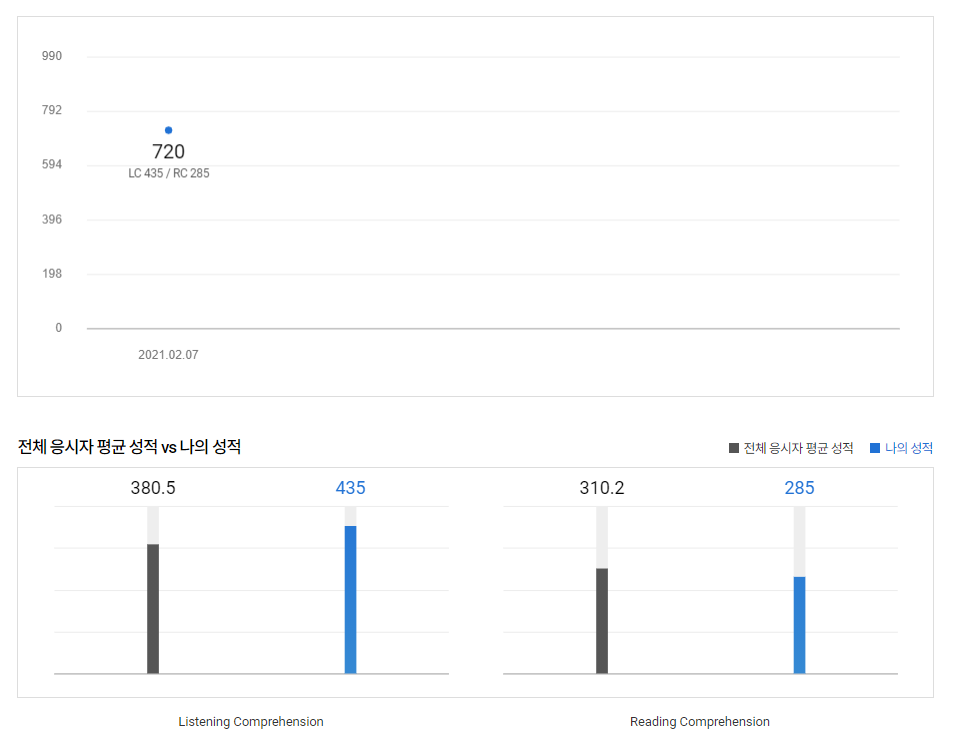 990
792
720
LC 435 / RC 285
594
396
198
0
2021.02.07
전체 응시자 평균 성적 vs 나의 성적
전체 응시자 평균 성적 나의 성적
380.5 435 310.2 285
Listening Comprehension Reading Comprehension